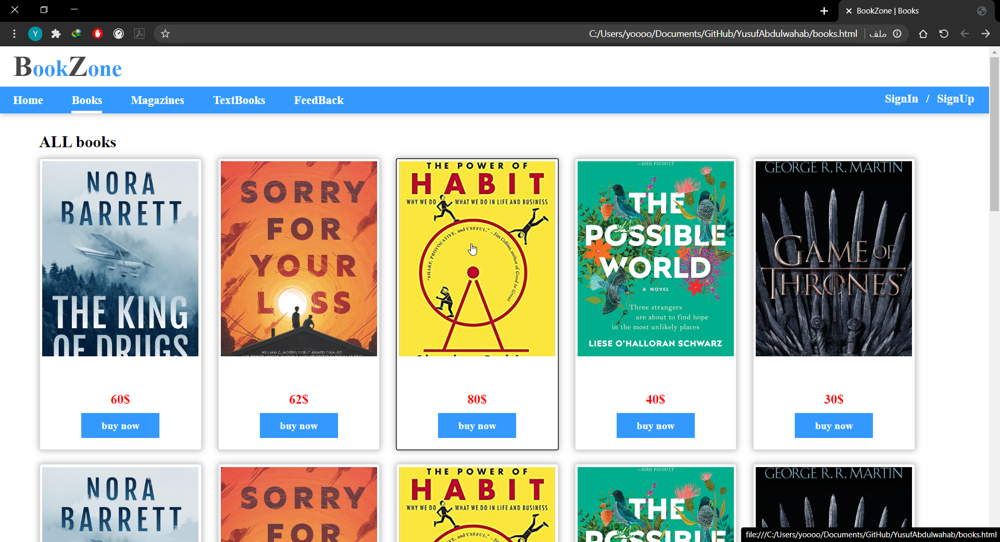 BookZone | Books
Y
C:/Users/yoooo/Documents/GitHub/YusufAbdulwahab/books.html
ملف
BookZone
Home
Books
Magazines
TextBooks
FeedBack
SignIn / SignUp
ALL books
NORA
BARRETT
THE KING
OF DRUGS
60$
buy now
SORRY
FOR
YOUR
LOSS
WILLIAM C. MORRIS DEBUT AWARD FINALIST
62$
buy now
THE POWER OF
HABIT
WHY WE DO WHAT WE DO IN LIFE AND BUSINESS
"SHARP, PROVOCATIVE, and USEFUL." –Jim Collins, author of Good to Great
80$
buy now
—JODI PICOULT
THE
POSSIBLE
WORLD
A NOVEL
Three strangers
are about to find hope
in the most unlikely places
LIESE O'HALLORAN SCHWARZ
40$
buy now
GEORGE R. R. MARTIN
GAME OF
THRONES
30$
buy now
NORA
BARRETT
SORRY
FOR
THE POWER OF
HABIT
WHY WE DO WHAT WE DO IN LIFE AND BUSINESS
and USEFUL." –Jim
—JODI PICOULT
THE
POSSIBLE
GEORGE R. R. MARTIN
file:///C:/Users/yoooo/Documents/GitHub/YusufAbdulwahab/books.html